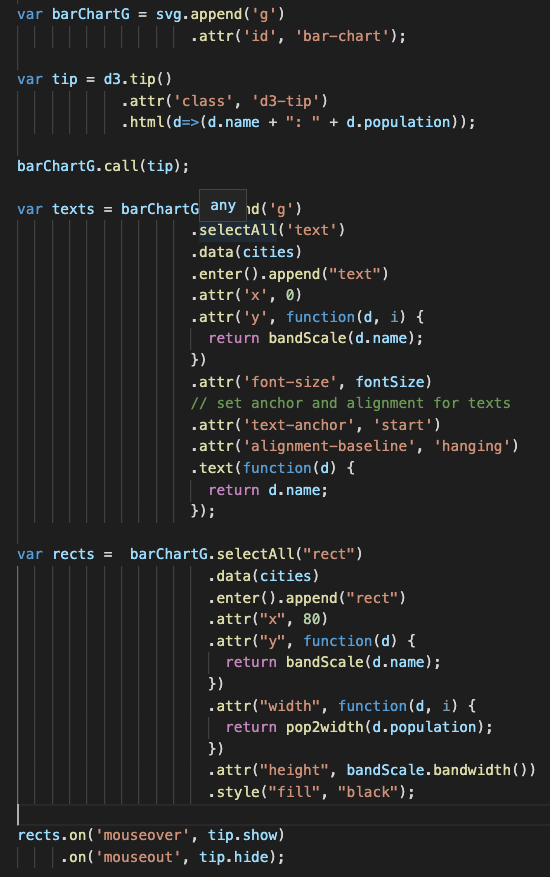 var barChartG = svg.append('g')
.attr('id', 'bar-chart');
var tip = d3.tip()
.attr('class', 'd3-tip')
.html(d=>(d.name + ": " + d.population));
barChartG.call(tip);
var texts = barChartG any nd('g')
.selectAll('text')
.data(cities)
.enter().append("text")
.attr('x', 0)
.attr('y', function(d, i) {
return bandScale(d.name);
})
.attr('font-size', fontSize)
// set anchor and alignment for texts
.attr('text-anchor', 'start')
.attr('alignment-baseline', 'hanging')
.text(function(d) {
return d.name;
});
var rects =  barChartG.selectAll("rect")
.data(cities)
.enter().append("rect")
.attr("x", 80)
.attr("y", function(d) {
return bandScale(d.name);
})
.attr("width", function(d, i) {
return pop2width(d.population);
})
.attr("height", bandScale.bandwidth())
.style("fill", "black");
rects.on('mouseover', tip.show)
.on('mouseout', tip.hide);